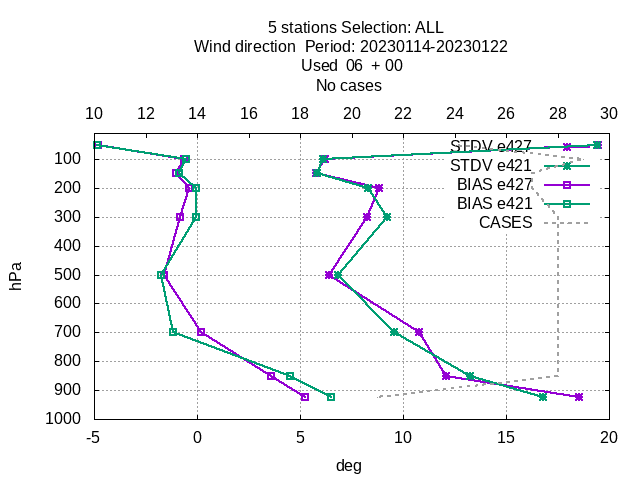 5 stations Selection: ALL
Wind direction  Period: 20230114-20230122
Used  06  + 00
No cases
10 12 14 16 18 20 22 24 26 28 30
STDV e427
STDV e421
BIAS e427
BIAS e421
CASES
100
200
300
400
500
600
700
800
900
1000
hPa
-5 0 5 10 15 20
deg